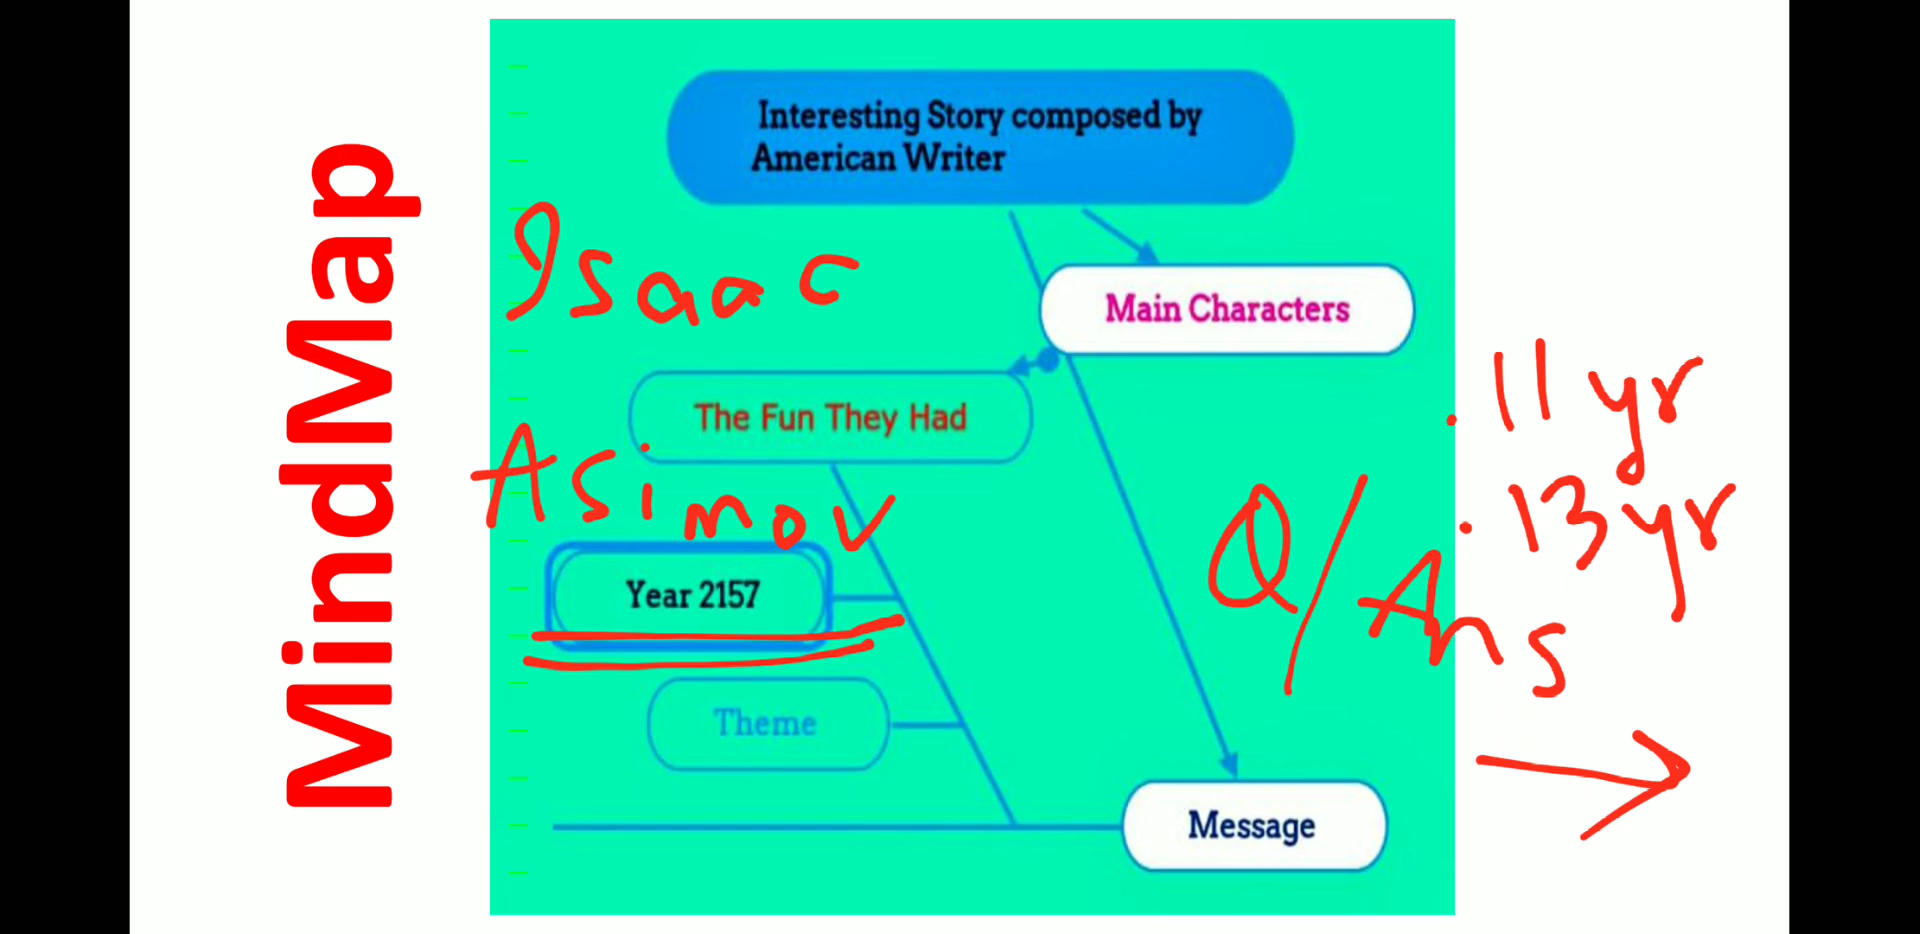 MindMap
Interesting Story composed by
American Writer
Isaac
Main Characters
The Fun They Had
. 11 yr
Asimov
. 13 yr
Q/Ans
Year 2157
Theme
Message